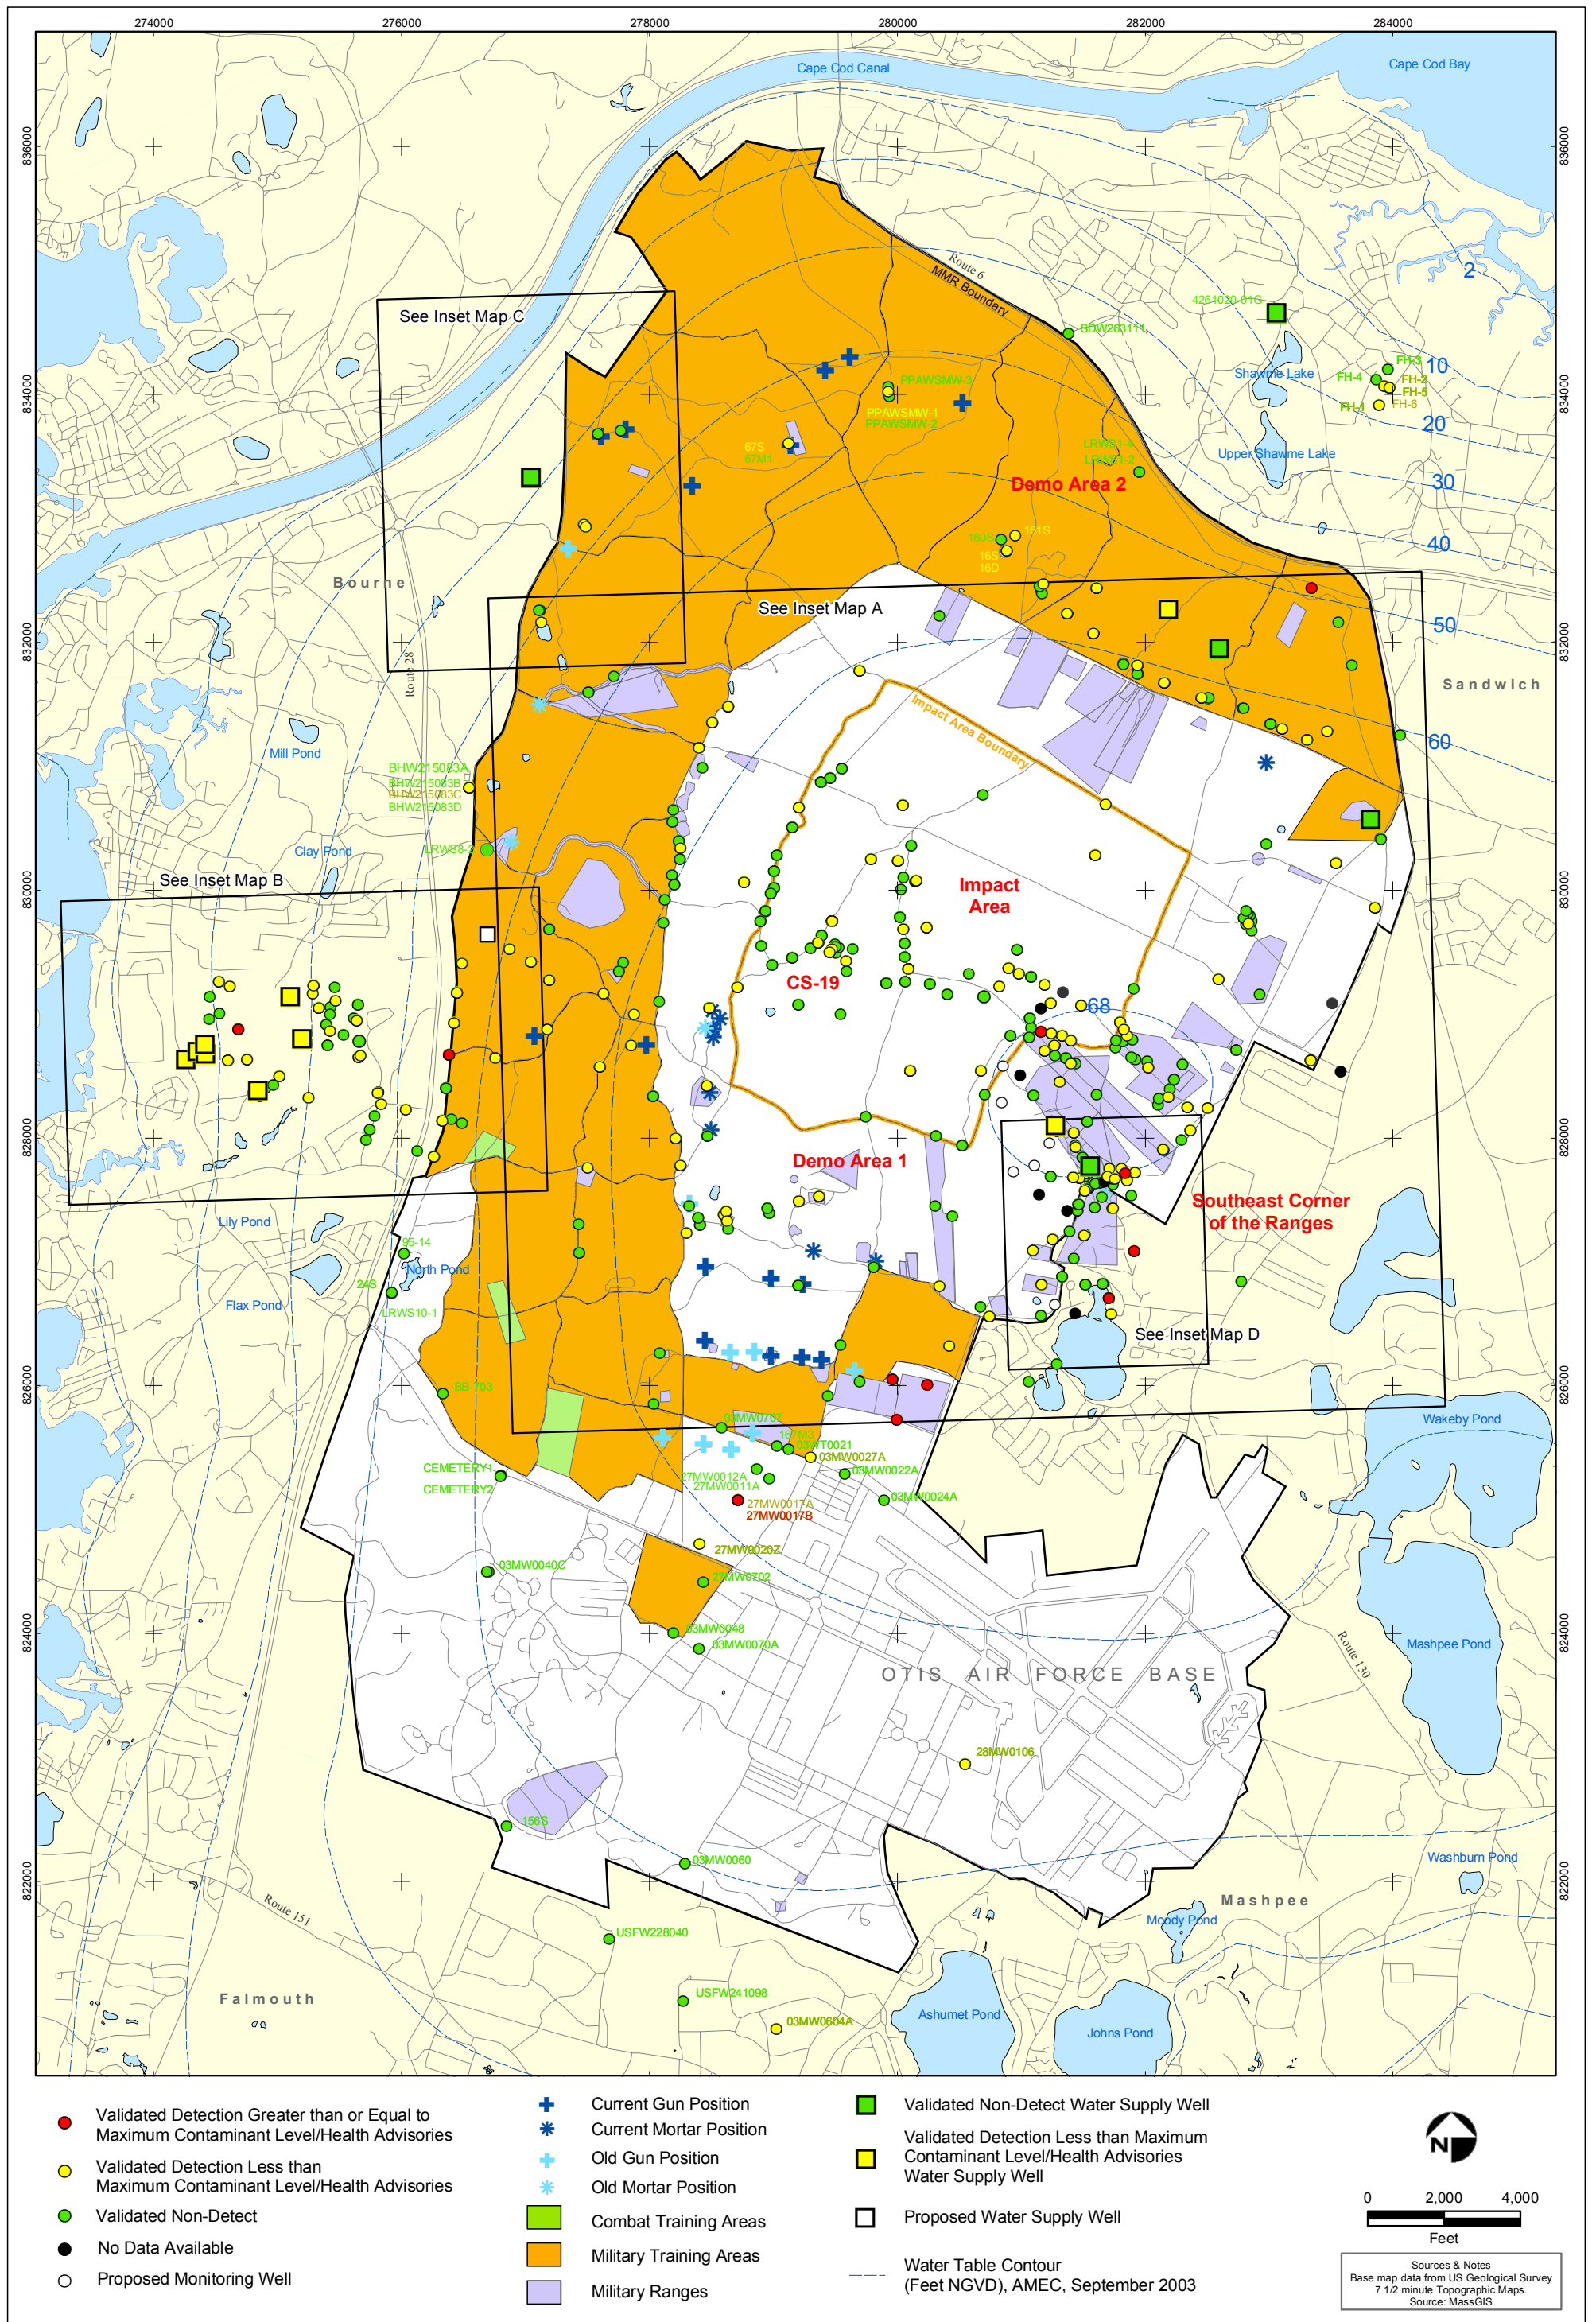 274000
276000
278000
280000
282000
284000
Cape Cod Canal
Cape Cod Bay
836000
836000
2
Route 6
MMR Boundary
4261020-01G
See Inset Map C
SDW263111
10
FH-3
Shawme Lake
FH-4
FH-2
PPAWSMW-3
FH-5
834000
834000
FH-1
FH-6
PPAWSMW-1
PPAWSMW-2
20
67S
67M1
LRWS1-4
LRWS1-2
Upper Shawme Lake
Demo Area 2
30
161S
160S
40
16S
16D
Bourne
See Inset Map A
50
832000
832000
Route 28
Sandwich
Impact Area Boundary
60
Mill Pond
BHW215083A
BHW215083B
BHW215083C
BHW215083D
Clay Pond
LRWS8-2
See Inset Map B
Impact
Area
830000
830000
CS-19
68
828000
828000
Demo Area 1
Southeast Corner
of the Ranges
Lily Pond
95-14
North Pond
24S
Flax Pond
LRWS10-1
See Inset Map D
826000
826000
BB-703
Wakeby Pond
03MW0707
167M3
03WT0021
03MW0027A
CEMETERY1
27MW0012A
03MW0022A
27MW0011A
CEMETERY2
03MW0024A
27MW0017A
27MW0017B
27MW0020Z
03MW0040C
27MW0702
824000
824000
03MW0048
03MW0070A
Route 130
Mashpee Pond
OTIS AIR FORCE BASE
28MW0106
156S
03MW0060
Washburn Pond
822000
822000
Mashpee
Route 151
Moody Pond
USFW228040
Falmouth
USFW241098
Ashumet Pond
03MW0604A
Johns Pond
Validated Detection Greater than or Equal to
Maximum Contaminant Level/Health Advisories
Validated Detection Less than
Maximum Contaminant Level/Health Advisories
Validated Non-Detect
No Data Available
Proposed Monitoring Well
Current Gun Position
Current Mortar Position
Old Gun Position
Old Mortar Position
Combat Training Areas
Military Training Areas
Military Ranges
Validated Non-Detect Water Supply Well
Validated Detection Less than Maximum
Contaminant Level/Health Advisories
Water Supply Well
Proposed Water Supply Well
Water Table Contour
(Feet NGVD), AMEC, September 2003
N
0 2,000 4,000
Feet
Sources & Notes
Base map data from US Geological Survey
7 1/2 minute Topographic Maps.
Source: MassGIS